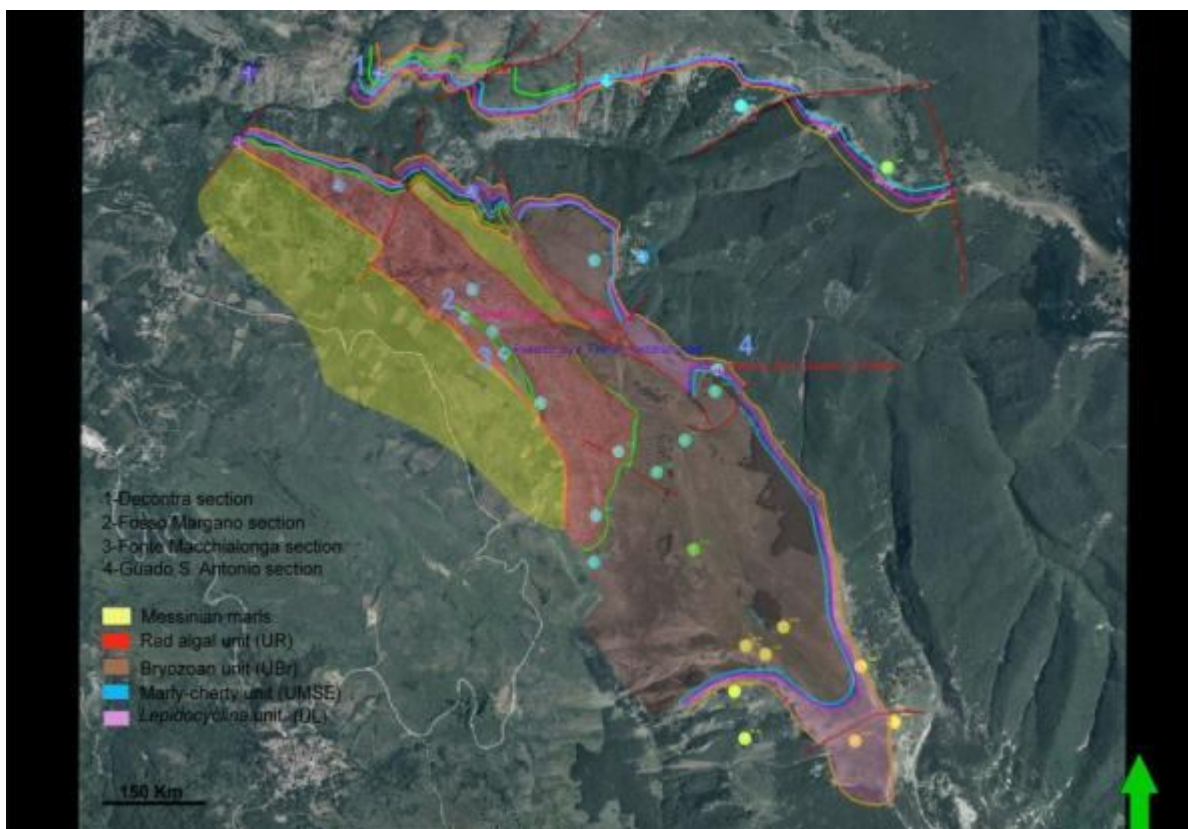 1
2
3
4
1-Decontra section
2-Fosso Margano section
3-Fonte Macchialonga section
4-Guado S. Antonio section
Messinian marls
Red algal unit (UR)
Bryozoan unit (UBr)
Marly-cherty unit (UMSE)
Lepidocyclina unit (UL)
150 Km